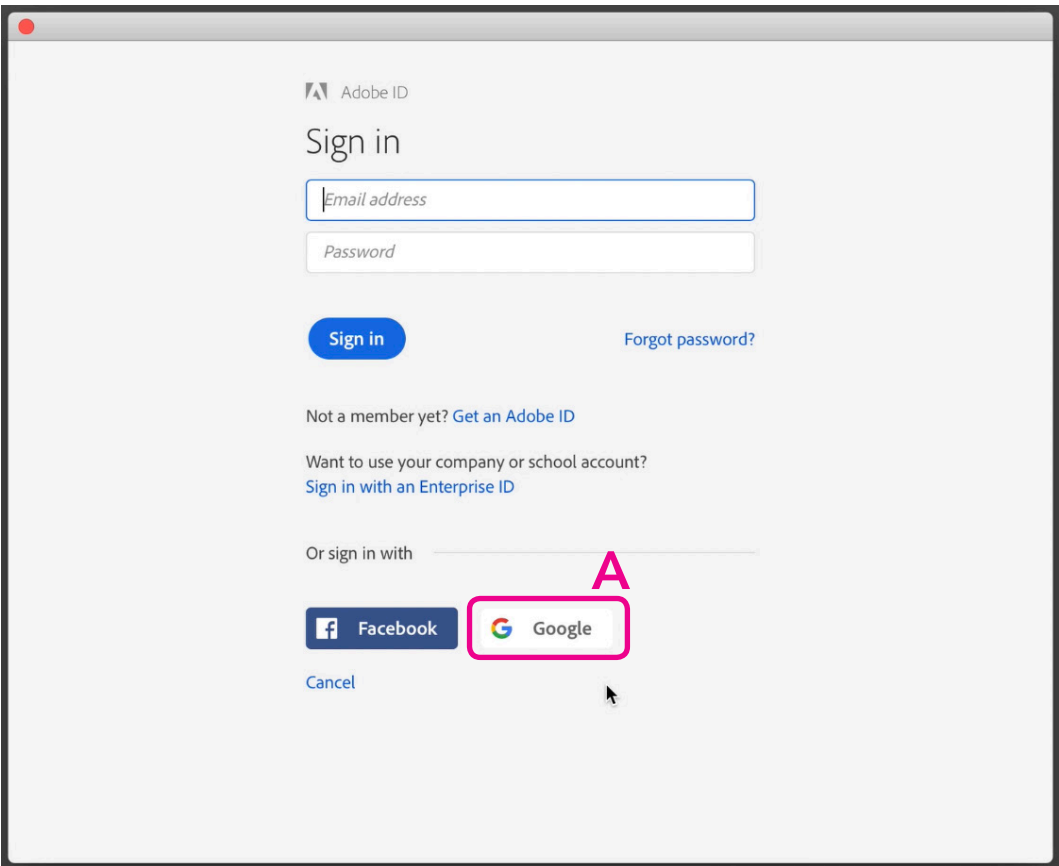 Adobe ID
Sign in
Email address
Password
Sign in Forgot password?
Not a member yet? Get an Adobe ID
Want to use your company or school account?
Sign in with an Enterprise ID
Or sign in with
A
Facebook Google
Cancel